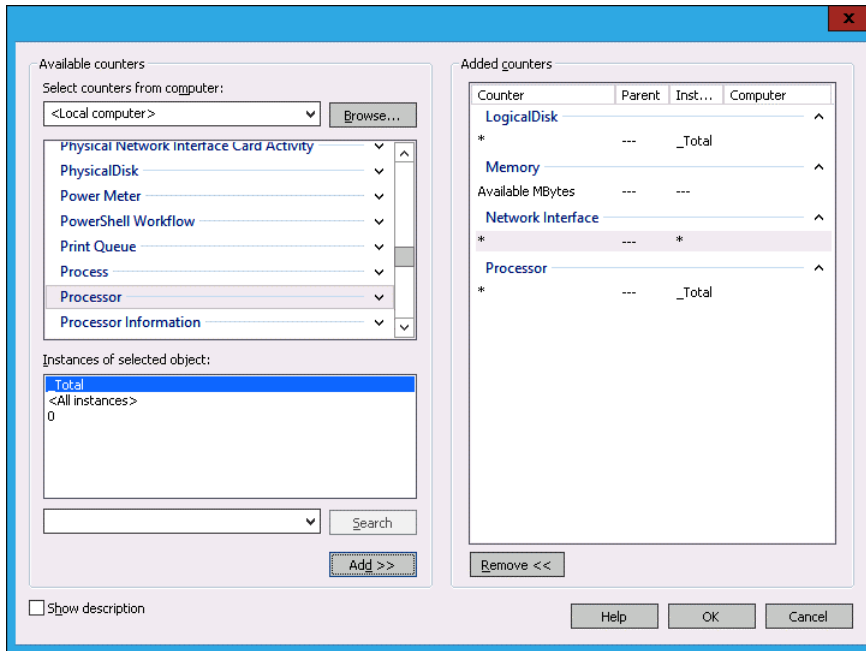 x
Available counters
Select counters from computer:
<Local computer>
Browse...
Physical Network Interface Card Activity
PhysicalDisk
Power Meter
PowerShell Workflow
Print Queue
Process
Processor
Processor Information
Instances of selected object:
_Total
<All instances>
0
Search
Add >>
Show description
Added counters
Counter Parent Inst... Computer
LogicalDisk
* --- _Total
Memory
Available MBytes --- ---
Network Interface
* --- *
Processor
* --- _Total
Remove <<
Help OK Cancel